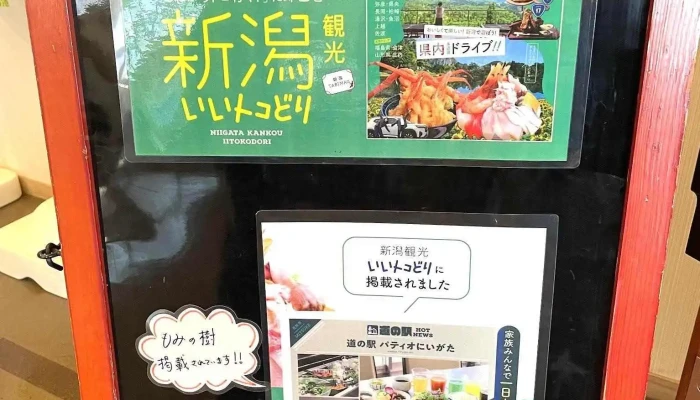 新潟
観光
いいトコどり
NIIGATA KANKOU
IITOKODORI
県内ドライブ!!
新潟観光
いいトコどりに
掲載されました
道の駅 HOT NEWS
道の駅 パティオにいがた
家族みんなで一日
もみの樹
掲載されています!!